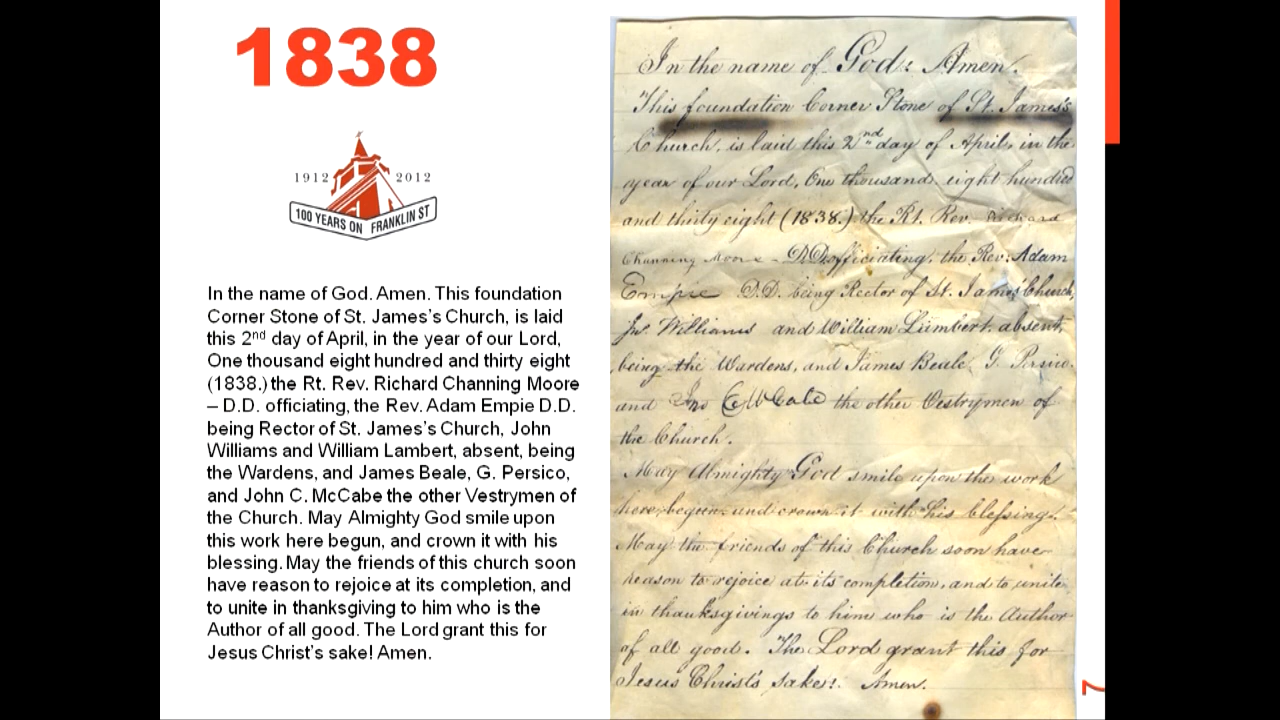 1838
1912 2012
100 YEARS ON FRANKLIN ST
In the name of God. Amen. This foundation
Corner Stone of St. James's Church, is laid
this 2nd day of April, in the year of our Lord,
One thousand eight hundred and thirty eight
(1838.) the Rt. Rev. Richard Channing Moore
– D.D. officiating, the Rev. Adam Empie D.D.
being Rector of St. James's Church, John
Williams and William Lambert, absent, being
the Wardens, and James Beale, G. Persico,
and John C. McCabe the other Vestrymen of
the Church. May Almighty God smile upon
this work here begun, and crown it with his
blessing. May the friends of this church soon
have reason to rejoice at its completion, and
to unite in thanksgiving to him who is the
Author of all good. The Lord grant this for
Jesus Christ's sake! Amen.
In the name of God: Amen.
This foundation Corner Stone of St. James's
Church, is laid this 2nd day of April, in the
year of our Lord, One thousand eight hundred
and thirty eight (1838.) the Rt. Rev. Richard
Channing Moore – D.D. officiating, the Rev. Adam
Empie D.D. being Rector of St. James' Church,
Jno. Williams and William Lambert, absent,
being the Wardens, and James Beale, G. Persico.
and Jno C McCabe the other Vestrymen of
the Church.
May Almighty God smile upon the work
here begun and crown it with his blessing.
May the friends of this Church soon have
reason to rejoice at its completion, and to unite
in thanksgivings to him who is the Author
of all good. The Lord grant this for
Jesus Christ's sake! Amen.
7